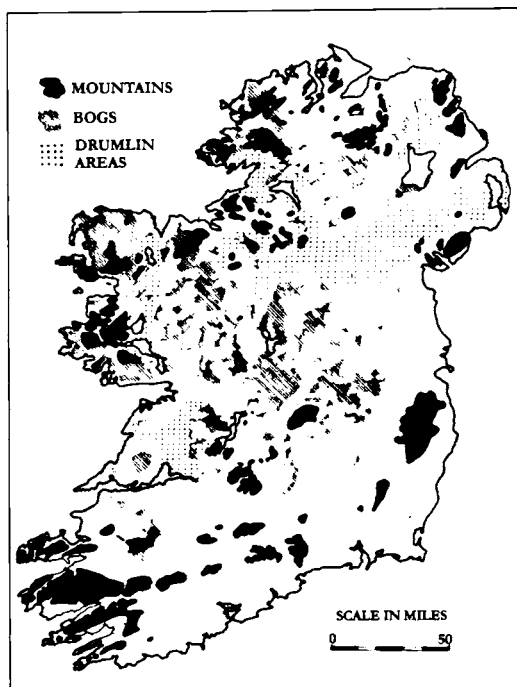 MOUNTAINS
BOGS
DRUMLIN
AREAS
SCALE IN MILES
0 50